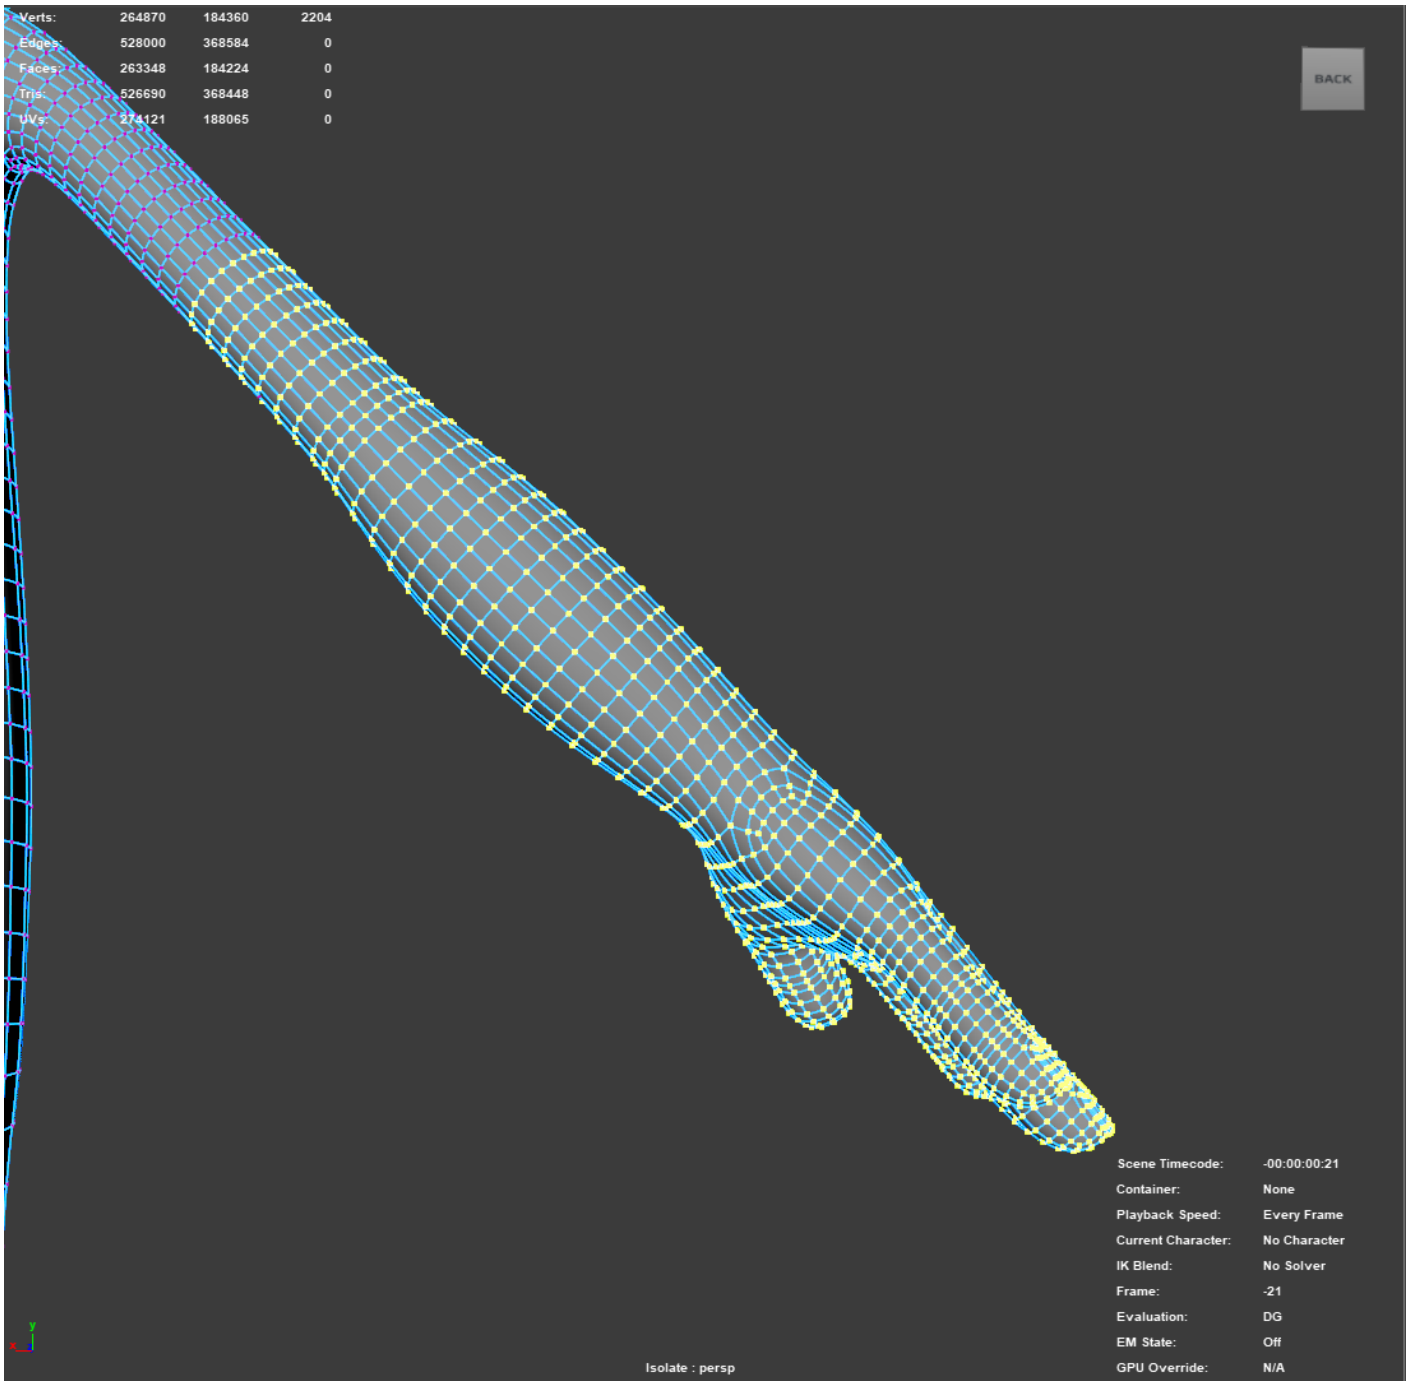 Verts: 264870 184360 2204
Edges: 528000 368584 0
Faces: 263348 184224 0
Tris: 526690 368448 0
UVs: 274121 188065 0
BACK
Scene Timecode: -00:00:00:21
Container: None
Playback Speed: Every Frame
Current Character: No Character
IK Blend: No Solver
Frame: -21
Evaluation: DG
EM State: Off
GPU Override: N/A
y
x
Isolate : persp